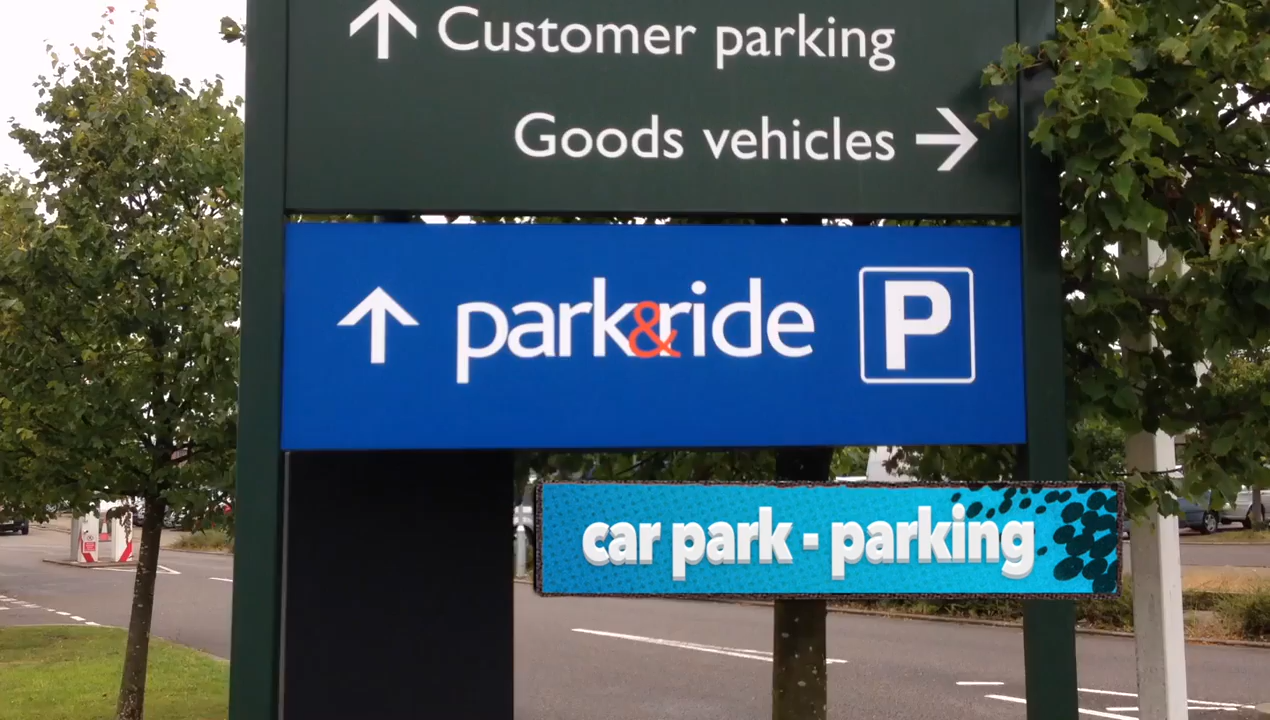 Customer parking
Goods vehicles
park&ride P
car park - parking